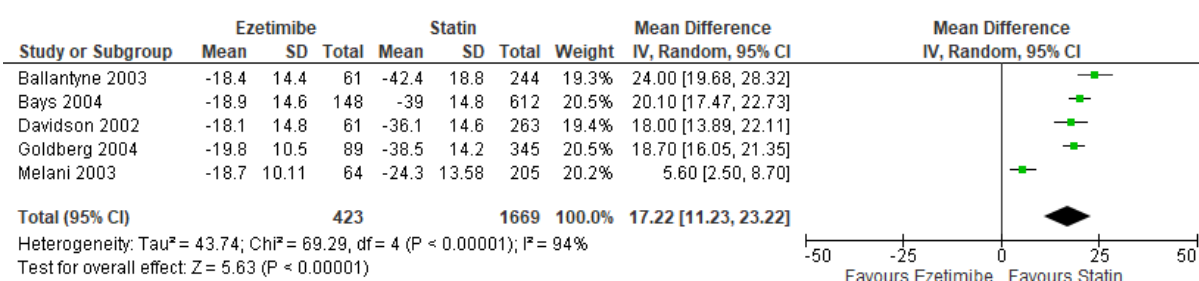 Ezetimibe Statin Mean Difference Mean Difference
Study or Subgroup Mean SD Total Mean SD Total Weight IV, Random, 95% CI IV, Random, 95% CI
Ballantyne 2003 -18.4 14.4 61 -42.4 18.8 244 19.3% 24.00 [19.68, 28.32]
Bays 2004 -18.9 14.6 148 -39 14.8 612 20.5% 20.10 [17.47, 22.73]
Davidson 2002 -18.1 14.8 61 -36.1 14.6 263 19.4% 18.00 [13.89, 22.11]
Goldberg 2004 -19.8 10.5 89 -38.5 14.2 345 20.5% 18.70 [16.05, 21.35]
Melani 2003 -18.7 10.11 64 -24.3 13.58 205 20.2% 5.60 [2.50, 8.70]
Total (95% CI) 423 1669 100.0% 17.22 [11.23, 23.22]
Heterogeneity: Tau² = 43.74; Chi² = 69.29, df = 4 (P < 0.00001); I² = 94%
Test for overall effect: Z = 5.63 (P < 0.00001)
-50 -25 0 25 50
Favours Ezetimibe Favours Statin